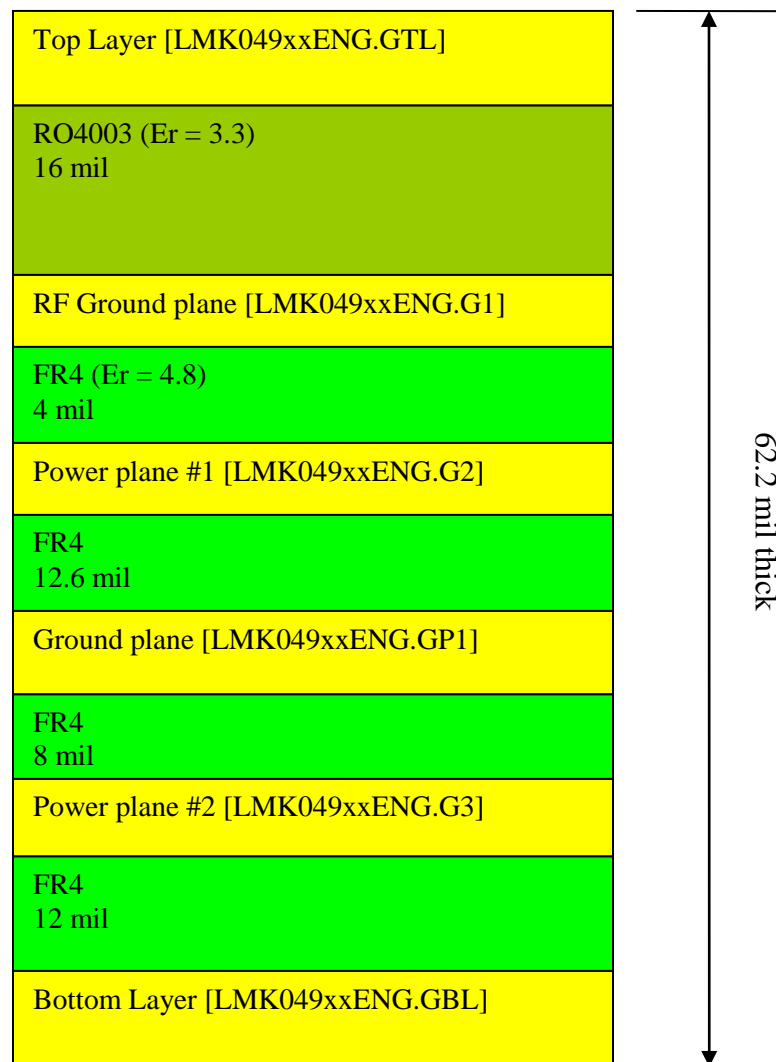 Top Layer [LMK049xxENG.GTL]
RO4003 (Er = 3.3)
16 mil
RF Ground plane [LMK049xxENG.G1]
FR4 (Er = 4.8)
4 mil
Power plane #1 [LMK049xxENG.G2]
FR4
12.6 mil
Ground plane [LMK049xxENG.GP1]
FR4
8 mil
Power plane #2 [LMK049xxENG.G3]
FR4
12 mil
Bottom Layer [LMK049xxENG.GBL]
62.2 mil thick